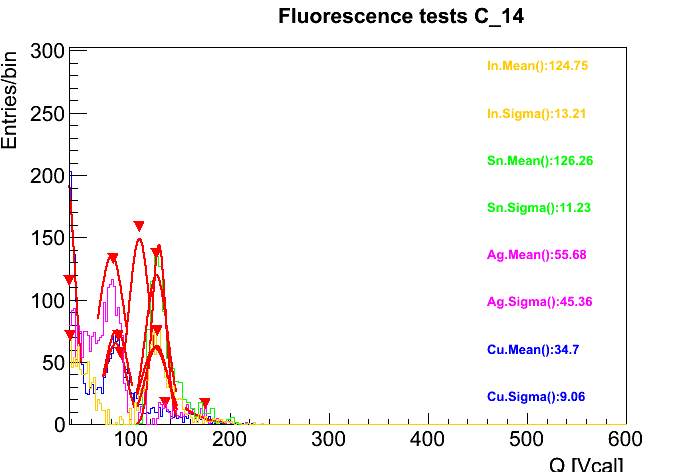 Fluorescence tests C_14
Entries/bin
300
250
200
150
100
50
0
In.Mean():124.75
In.Sigma():13.21
Sn.Mean():126.26
Sn.Sigma():11.23
Ag.Mean():55.68
Ag.Sigma():45.36
Cu.Mean():34.7
Cu.Sigma():9.06
100 200 300 400 500 600
Q [Vcal]